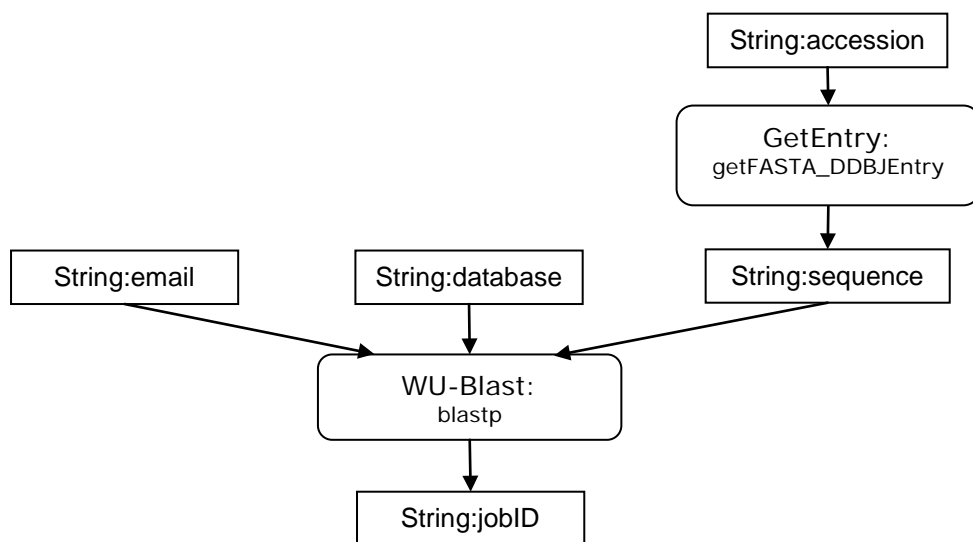 String:accession
GetEntry:
getFASTA_DDBJEntry
String:email
String:database
String:sequence
WU-Blast:
blastp
String:jobID